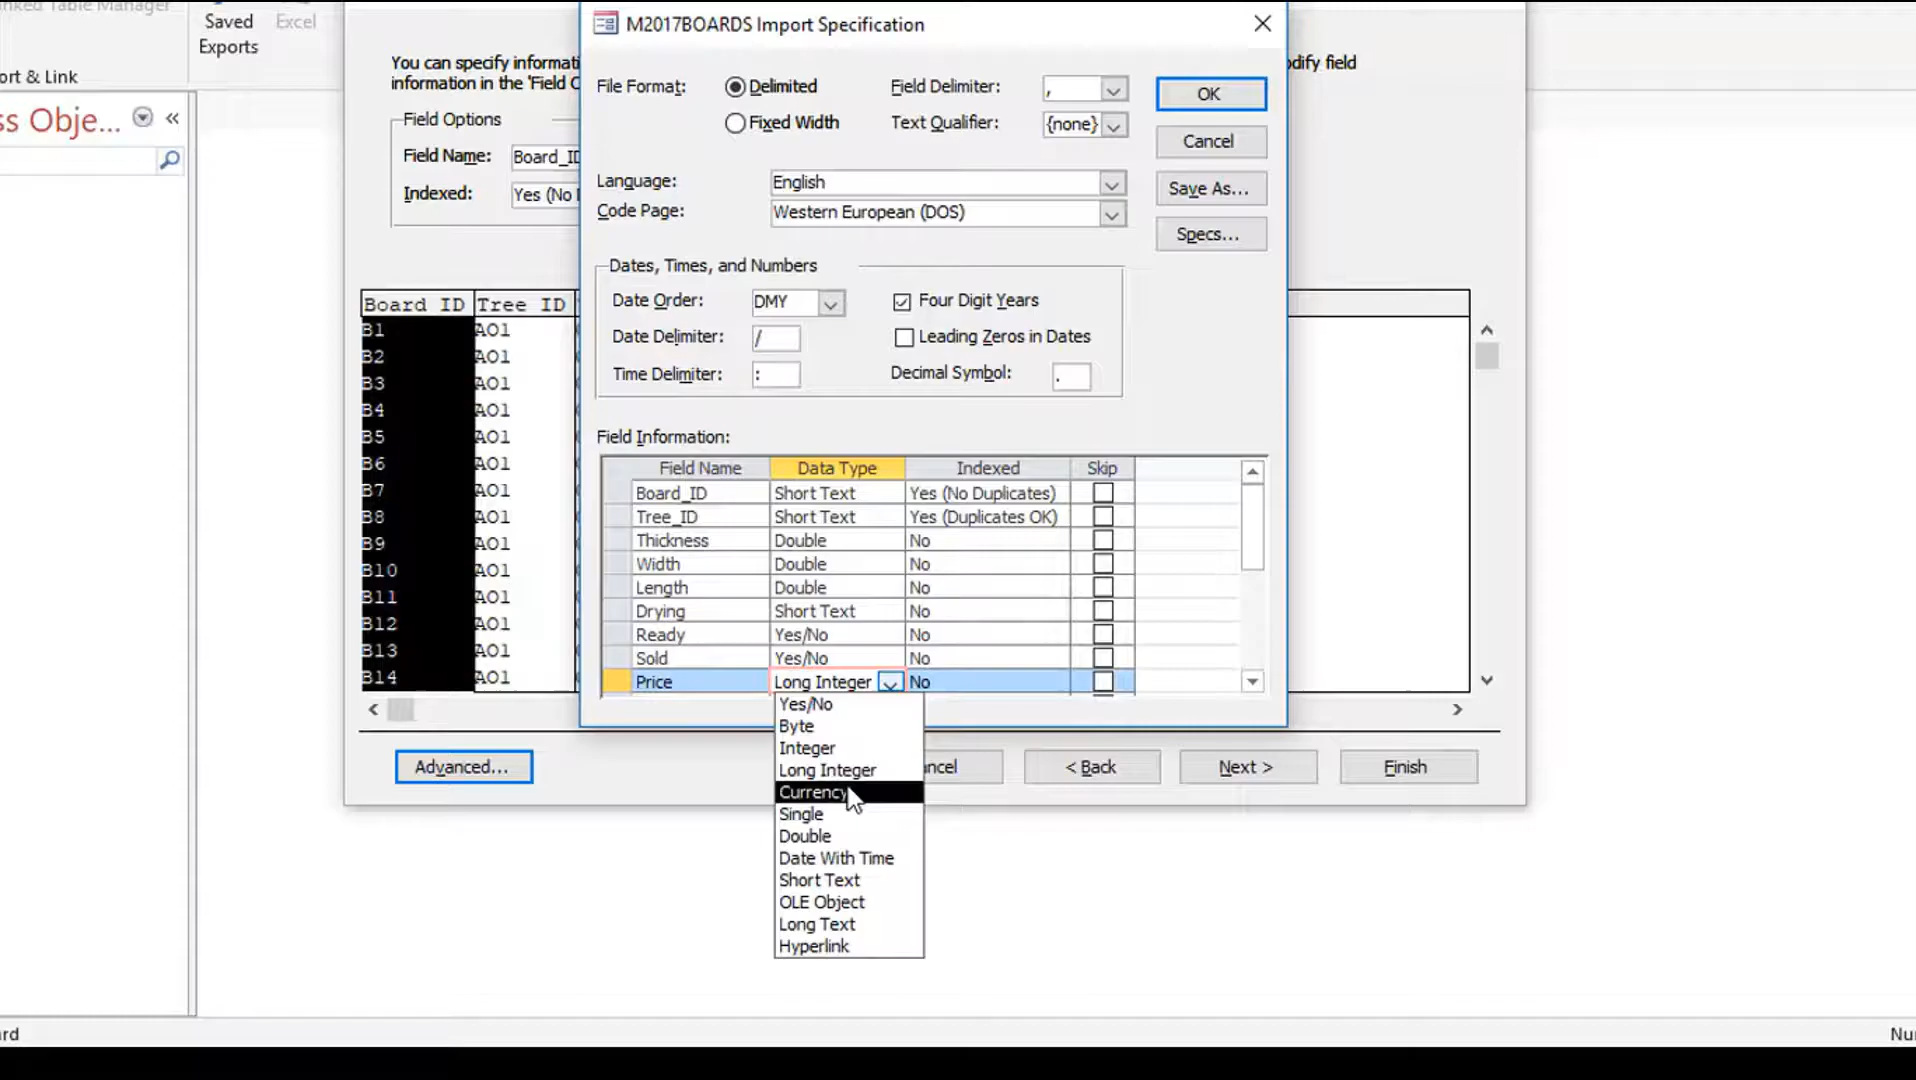 Linked Table Manager
Saved
Exports
Excel
ort & Link
ss Obje... «
M2017BOARDS Import Specification
You can specify informati
odify field
information in the 'Field O
Field Options
Field Name: Board_ID
Indexed: Yes (No D
File Format: Delimited Field Delimiter: , OK
Fixed Width Text Qualifier: {none} Cancel
Language: English Save As...
Code Page: Western European (DOS) Specs...
Dates, Times, and Numbers
Date Order: DMY Four Digit Years
Date Delimiter: / Leading Zeros in Dates
Time Delimiter: : Decimal Symbol: .
Field Information:
Field Name Data Type Indexed Skip
Board_ID Short Text Yes (No Duplicates)
Tree_ID Short Text Yes (Duplicates OK)
Thickness Double No
Width Double No
Length Double No
Drying Short Text No
Ready Yes/No No
Sold Yes/No No
Price Long Integer No
Yes/No
Byte
Integer
Long Integer
Currency
Single
Double
Date With Time
Short Text
OLE Object
Long Text
Hyperlink
Board ID Tree ID
B1 AO1
B2 AO1
B3 AO1
B4 AO1
B5 AO1
B6 AO1
B7 AO1
B8 AO1
B9 AO1
B10 AO1
B11 AO1
B12 AO1
B13 AO1
B14 AO1
Advanced... ncel < Back Next > Finish
rd
Nu